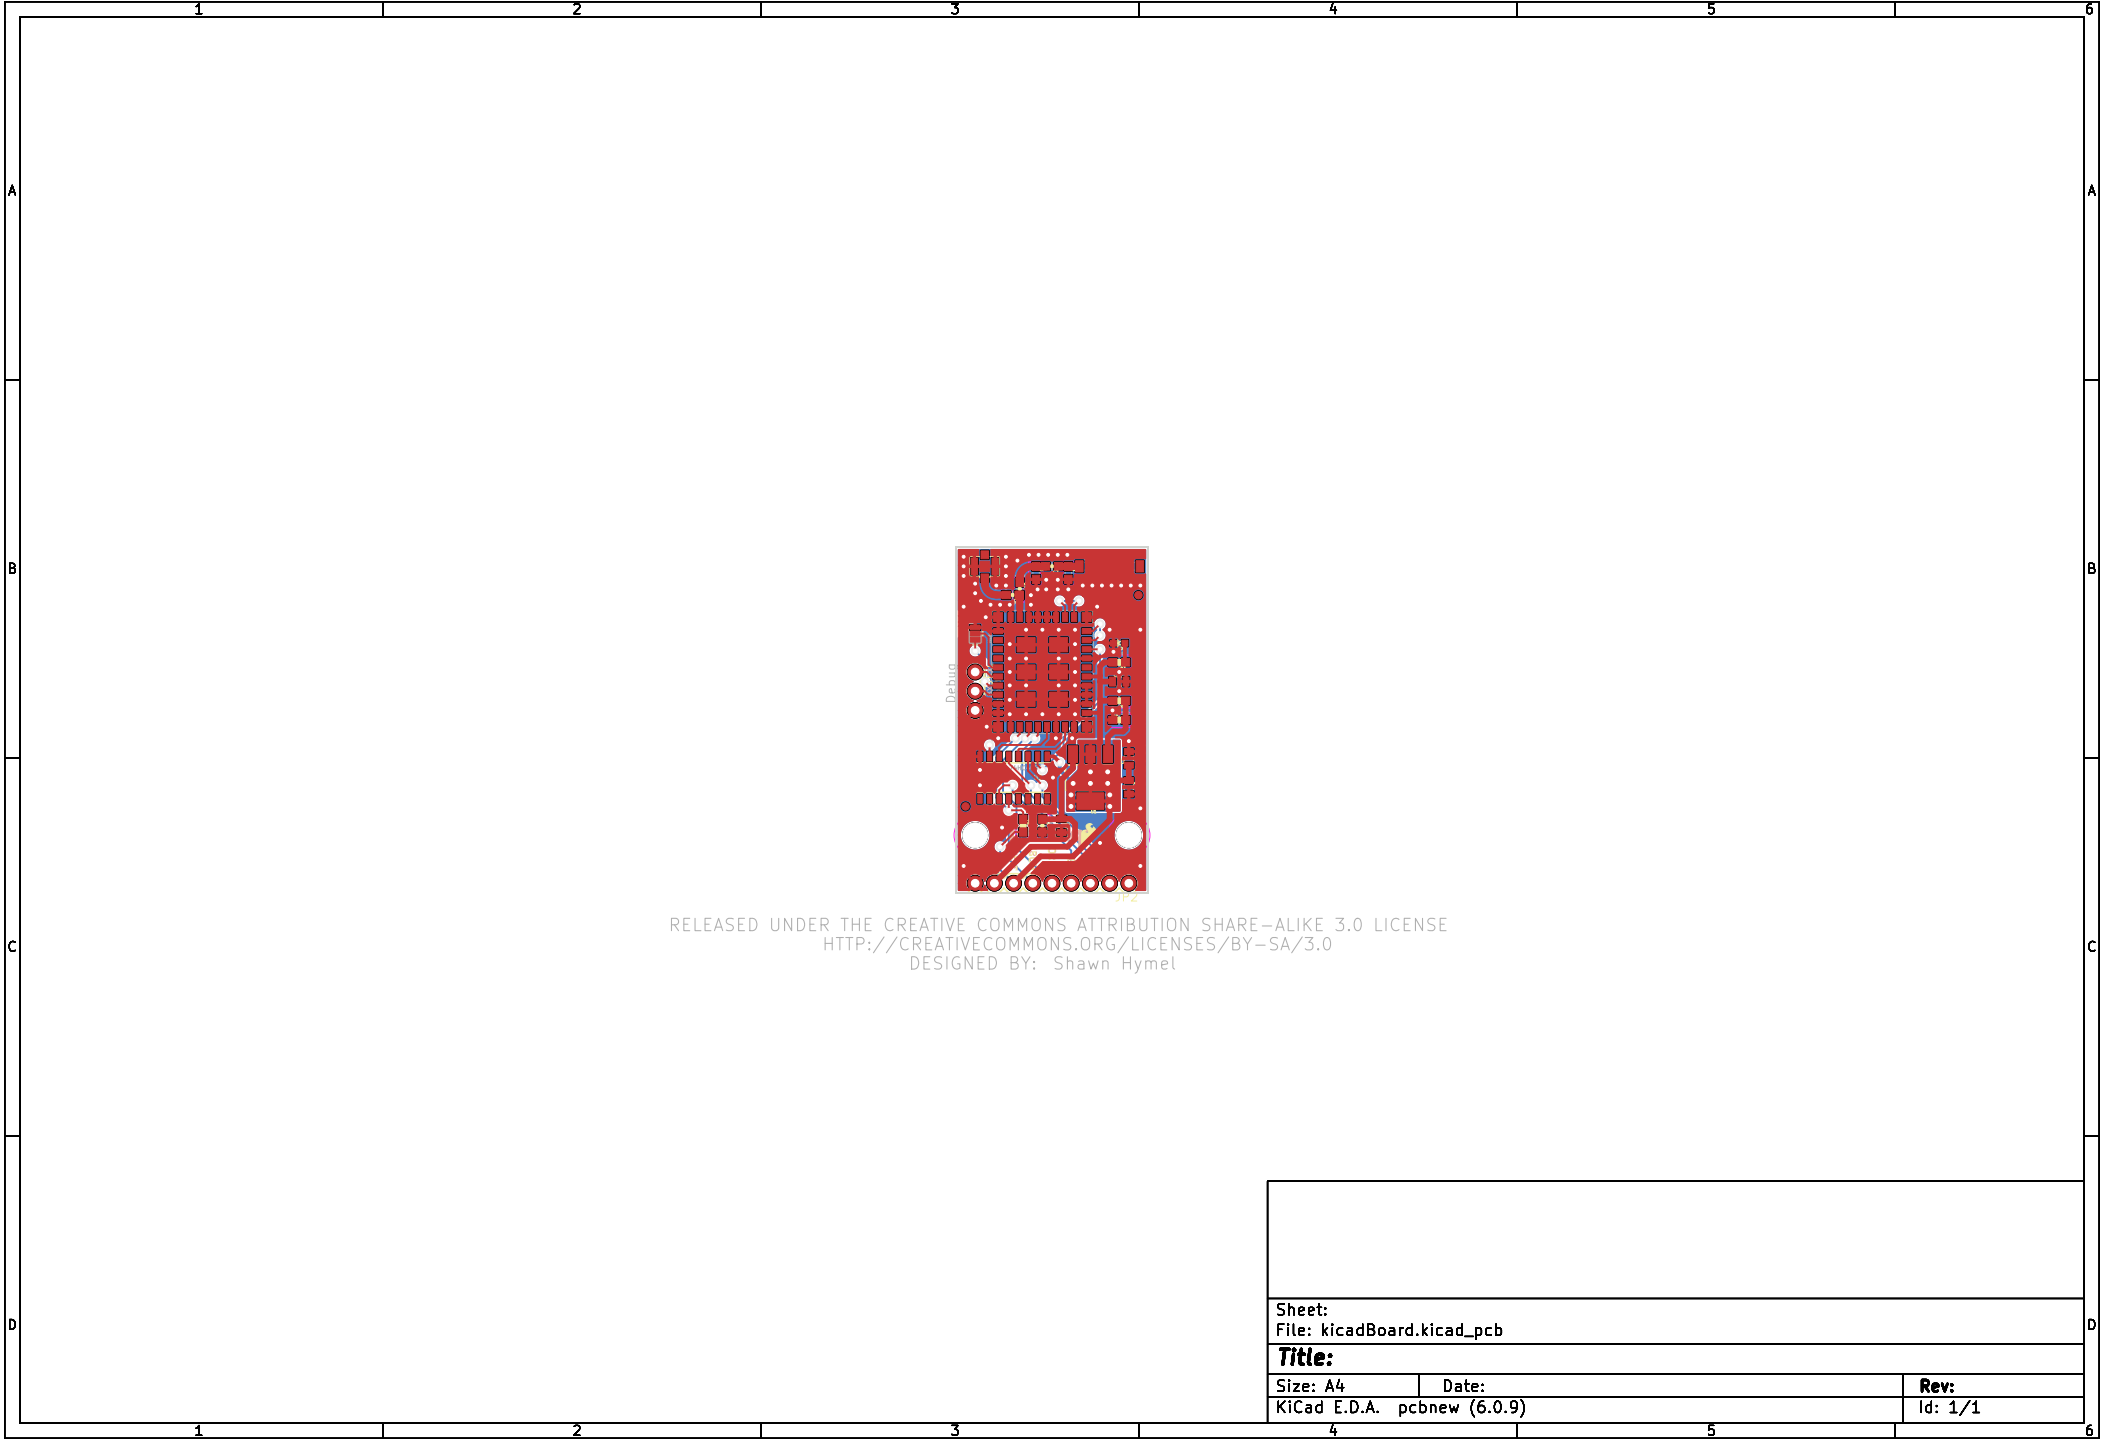 1 2 3 4 5 6
A A
B B
Debug
JP2
RELEASED UNDER THE CREATIVE COMMONS ATTRIBUTION SHARE-ALIKE 3.0 LICENSE
C C
HTTP://CREATIVECOMMONS.ORG/LICENSES/BY-SA/3.0
DESIGNED BY: Shawn Hymel
Sheet:
File: kicadBoard.kicad_pcb
D D
Title:
Size: A4 Date: Rev:
KiCad E.D.A. pcbnew (6.0.9) Id: 1/1
1 2 3 4 5 6